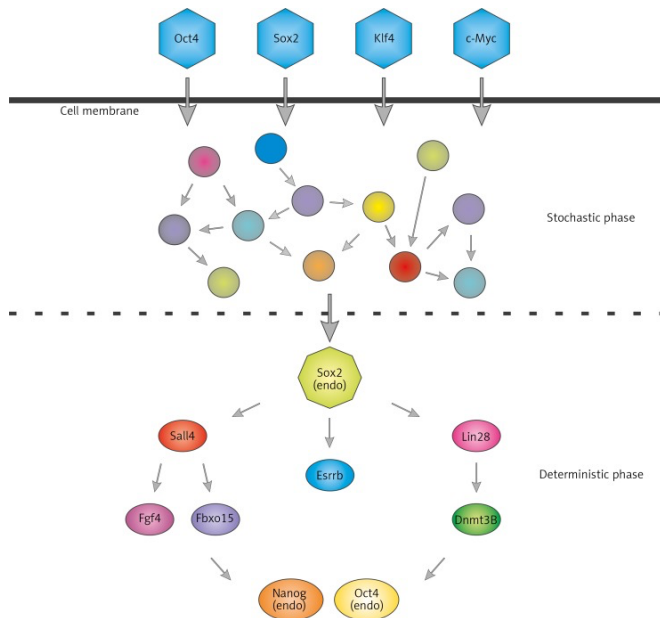 Oct4
Sox2
Klf4
c-Myc
Cell membrane
Stochastic phase
Sox2
(endo)
Sall4
Lin28
Esrrb
Deterministic phase
Fgf4
Fbxo15
Dnmt3B
Nanog
(endo)
Oct4
(endo)